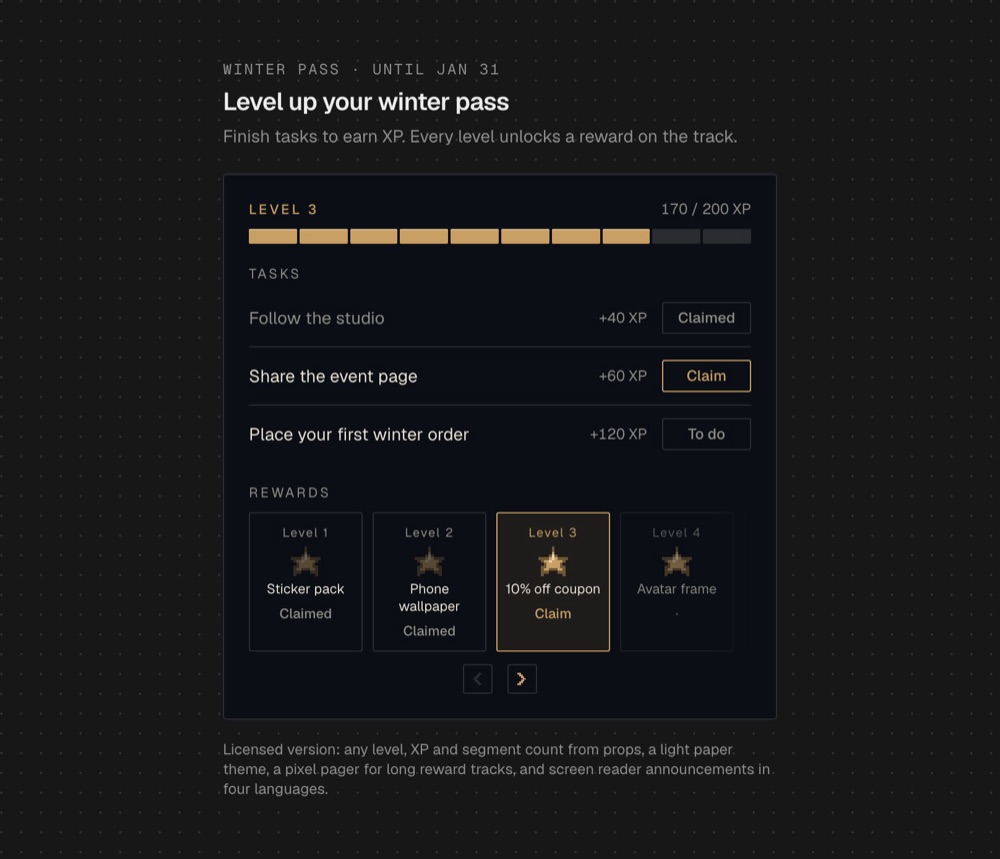 WINTER PASS · UNTIL JAN 31
Level up your winter pass
Finish tasks to earn XP. Every level unlocks a reward on the track.
LEVEL 3
170 / 200 XP
TASKS
Follow the studio
+40 XP
Claimed
Share the event page
+60 XP
Claim
Place your first winter order
+120 XP
To do
REWARDS
Level 1
Sticker pack
Claimed
Level 2
Phone
wallpaper
Claimed
Level 3
10% off coupon
Claim
Level 4
Avatar frame
·
Licensed version: any level, XP and segment count from props, a light paper
theme, a pixel pager for long reward tracks, and screen reader announcements in
four languages.